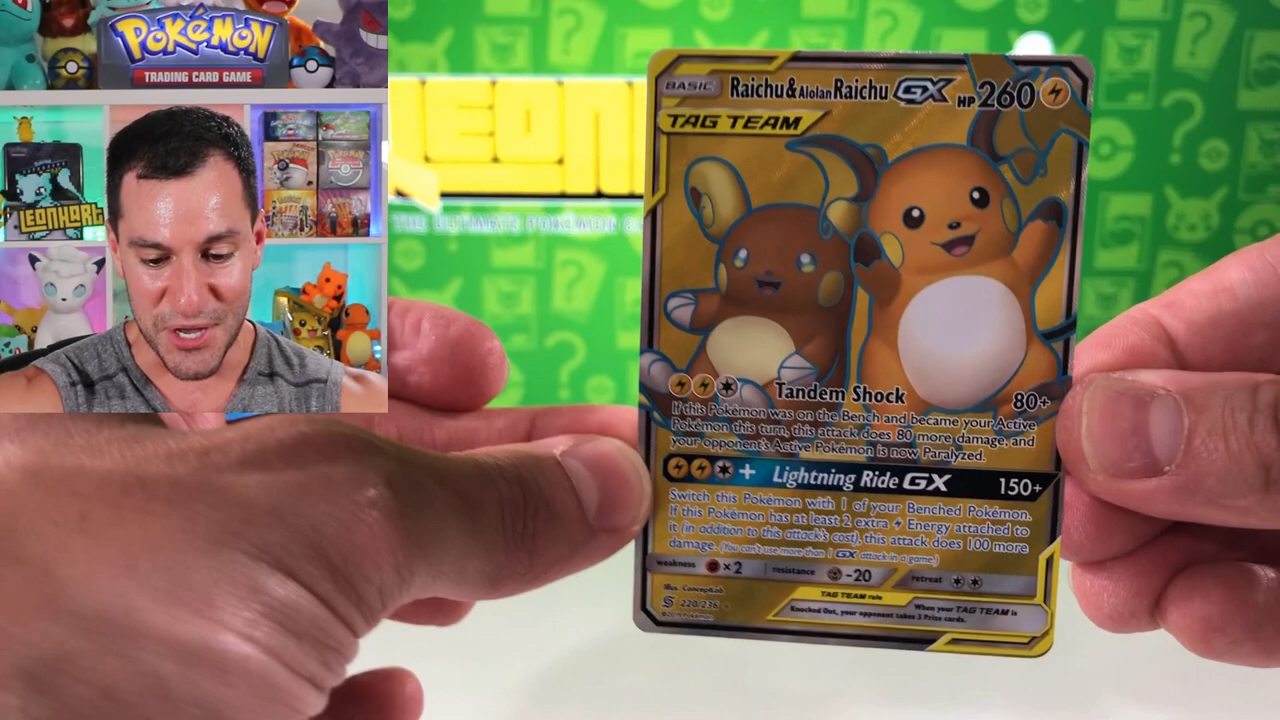 Pokémon
TRADING CARD GAME
LEONHART
LEON
THE ULTIMATE POKEMON
BASIC
Raichu & Alolan Raichu GX HP 260
TAG TEAM
Tandem Shock 80+
If this Pokémon was on the Bench and became your Active
Pokémon this turn, this attack does 80 more damage, and
your opponent's Active Pokémon is now Paralyzed.
+ Lightning Ride GX 150+
Switch this Pokémon with 1 of your Benched Pokémon.
If this Pokémon has at least 2 extra Energy attached to
it (in addition to this attack's cost), this attack does 100 more
damage. (You can't use more than 1 GX attack in a game.)
weakness ×2 resistance -20 retreat
Illus. ConceptLab
220/236
TAG TEAM rule
When your TAG TEAM is
Knocked Out, your opponent takes 3 Prize cards.